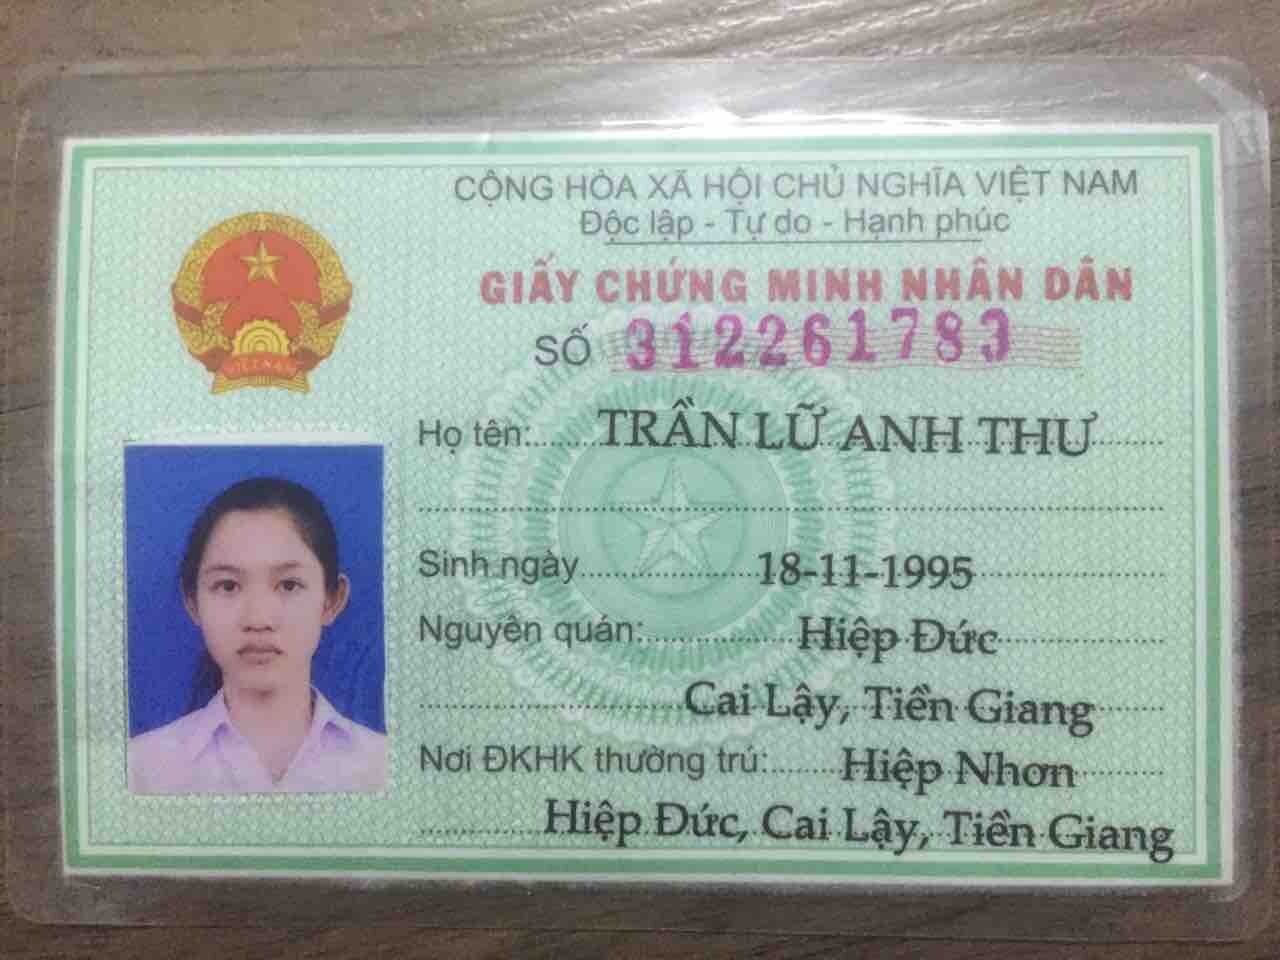 CỘNG HÒA XÃ HỘI CHỦ NGHĨA VIỆT NAM
Độc lập - Tự do - Hạnh phúc
GIẤY CHỨNG MINH NHÂN DÂN
SỐ 312261783
VIETNAM
Họ tên: TRẦN LỮ ANH THƯ
Sinh ngày 18-11-1995
Nguyên quán: Hiệp Đức
Cai Lậy, Tiền Giang
Nơi ĐKHK thường trú: Hiệp Nhơn
Hiệp Đức, Cai Lậy, Tiền Giang